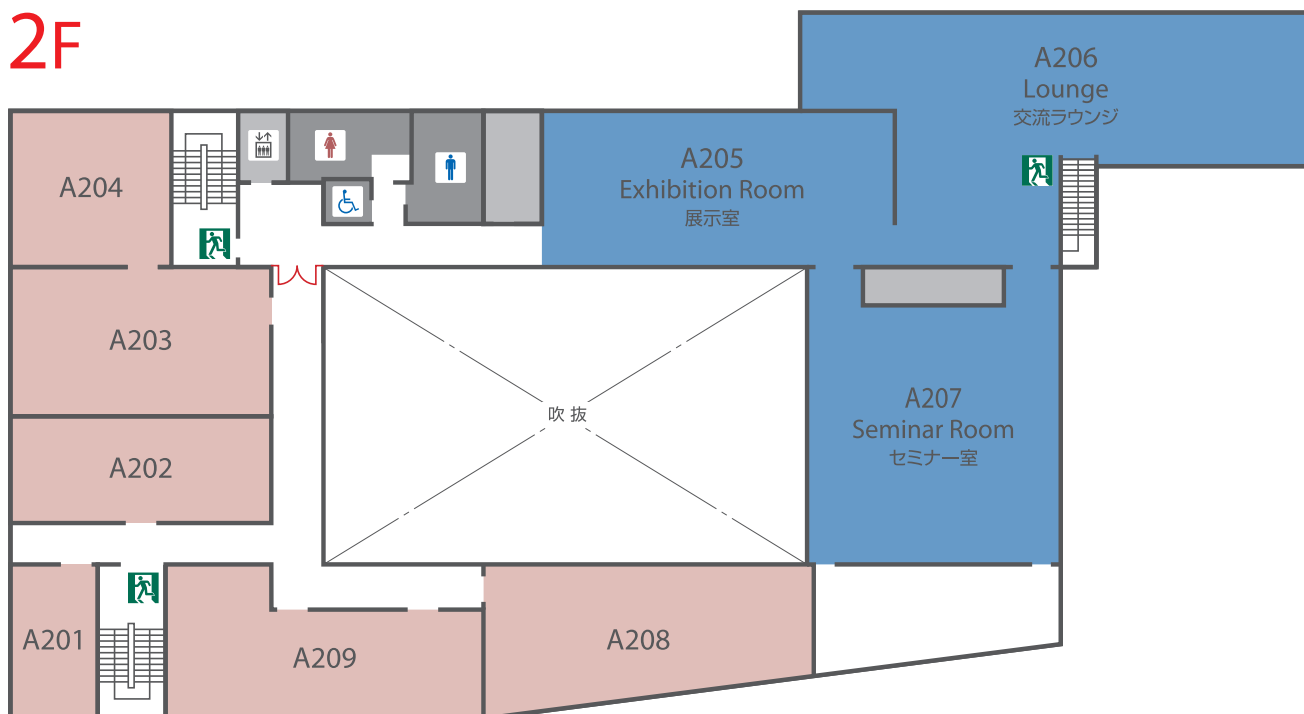 2F
A206
Lounge
交流ラウンジ
A205
Exhibition Room
展示室
A204
A203
A202
吹 抜
A207
Seminar Room
セミナー室
A201
A209
A208